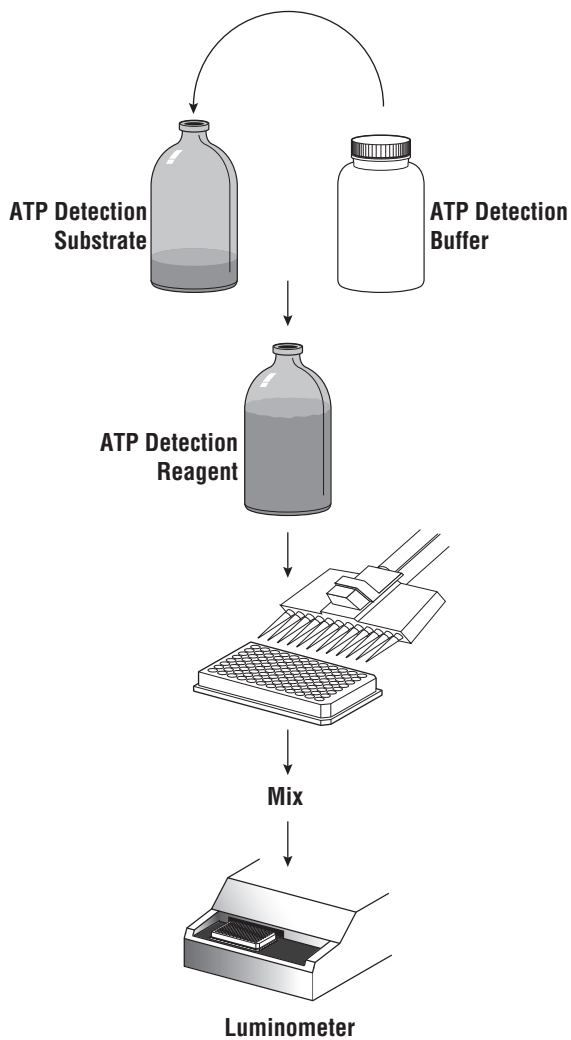 ATP Detection
Substrate
ATP Detection
Buffer
ATP Detection
Reagent
Mix
Luminometer